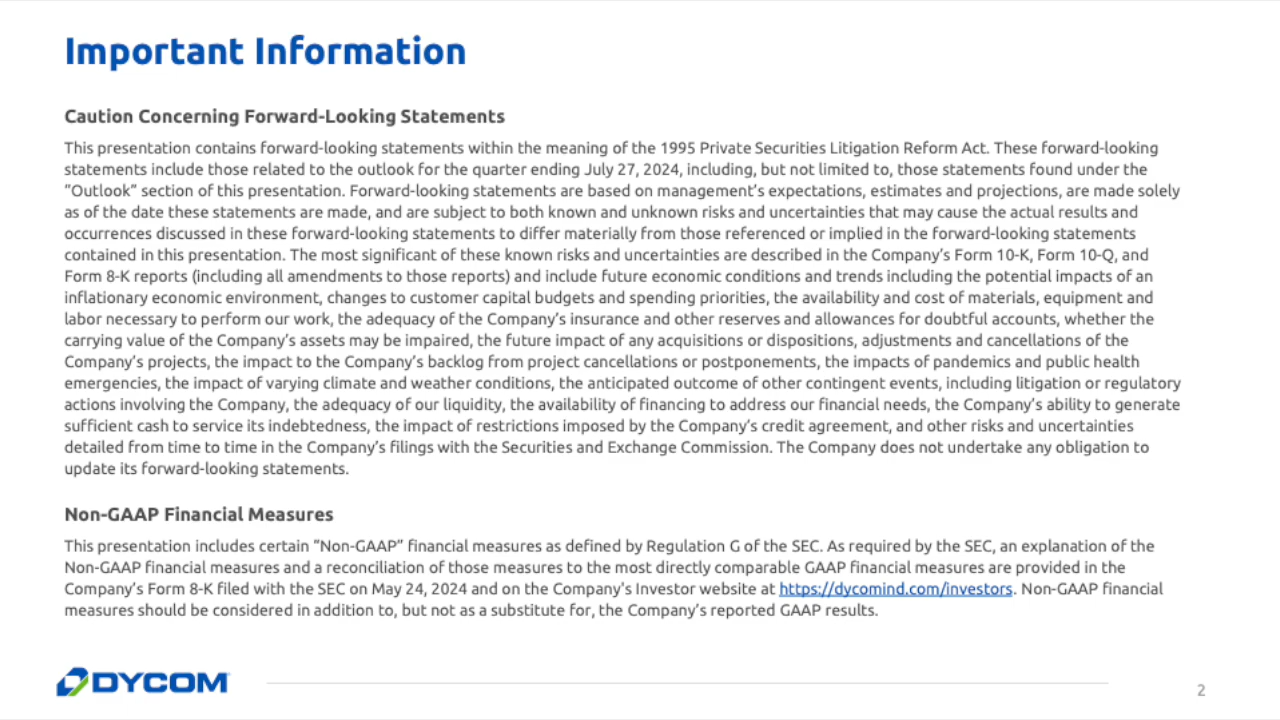 Important Information
Caution Concerning Forward-Looking Statements
This presentation contains forward-looking statements within the meaning of the 1995 Private Securities Litigation Reform Act. These forward-looking
statements include those related to the outlook for the quarter ending July 27, 2024, including, but not limited to, those statements found under the
“Outlook” section of this presentation. Forward-looking statements are based on management’s expectations, estimates and projections, are made solely
as of the date these statements are made, and are subject to both known and unknown risks and uncertainties that may cause the actual results and
occurrences discussed in these forward-looking statements to differ materially from those referenced or implied in the forward-looking statements
contained in this presentation. The most significant of these known risks and uncertainties are described in the Company’s Form 10-K, Form 10-Q, and
Form 8-K reports (including all amendments to those reports) and include future economic conditions and trends including the potential impacts of an
inflationary economic environment, changes to customer capital budgets and spending priorities, the availability and cost of materials, equipment and
labor necessary to perform our work, the adequacy of the Company’s insurance and other reserves and allowances for doubtful accounts, whether the
carrying value of the Company’s assets may be impaired, the future impact of any acquisitions or dispositions, adjustments and cancellations of the
Company’s projects, the impact to the Company’s backlog from project cancellations or postponements, the impacts of pandemics and public health
emergencies, the impact of varying climate and weather conditions, the anticipated outcome of other contingent events, including litigation or regulatory
actions involving the Company, the adequacy of our liquidity, the availability of financing to address our financial needs, the Company’s ability to generate
sufficient cash to service its indebtedness, the impact of restrictions imposed by the Company’s credit agreement, and other risks and uncertainties
detailed from time to time in the Company’s filings with the Securities and Exchange Commission. The Company does not undertake any obligation to
update its forward-looking statements.
Non-GAAP Financial Measures
This presentation includes certain “Non-GAAP” financial measures as defined by Regulation G of the SEC. As required by the SEC, an explanation of the
Non-GAAP financial measures and a reconciliation of those measures to the most directly comparable GAAP financial measures are provided in the
Company’s Form 8-K filed with the SEC on May 24, 2024 and on the Company's Investor website at https://dycomind.com/investors. Non-GAAP financial
measures should be considered in addition to, but not as a substitute for, the Company’s reported GAAP results.
DYCOM
2